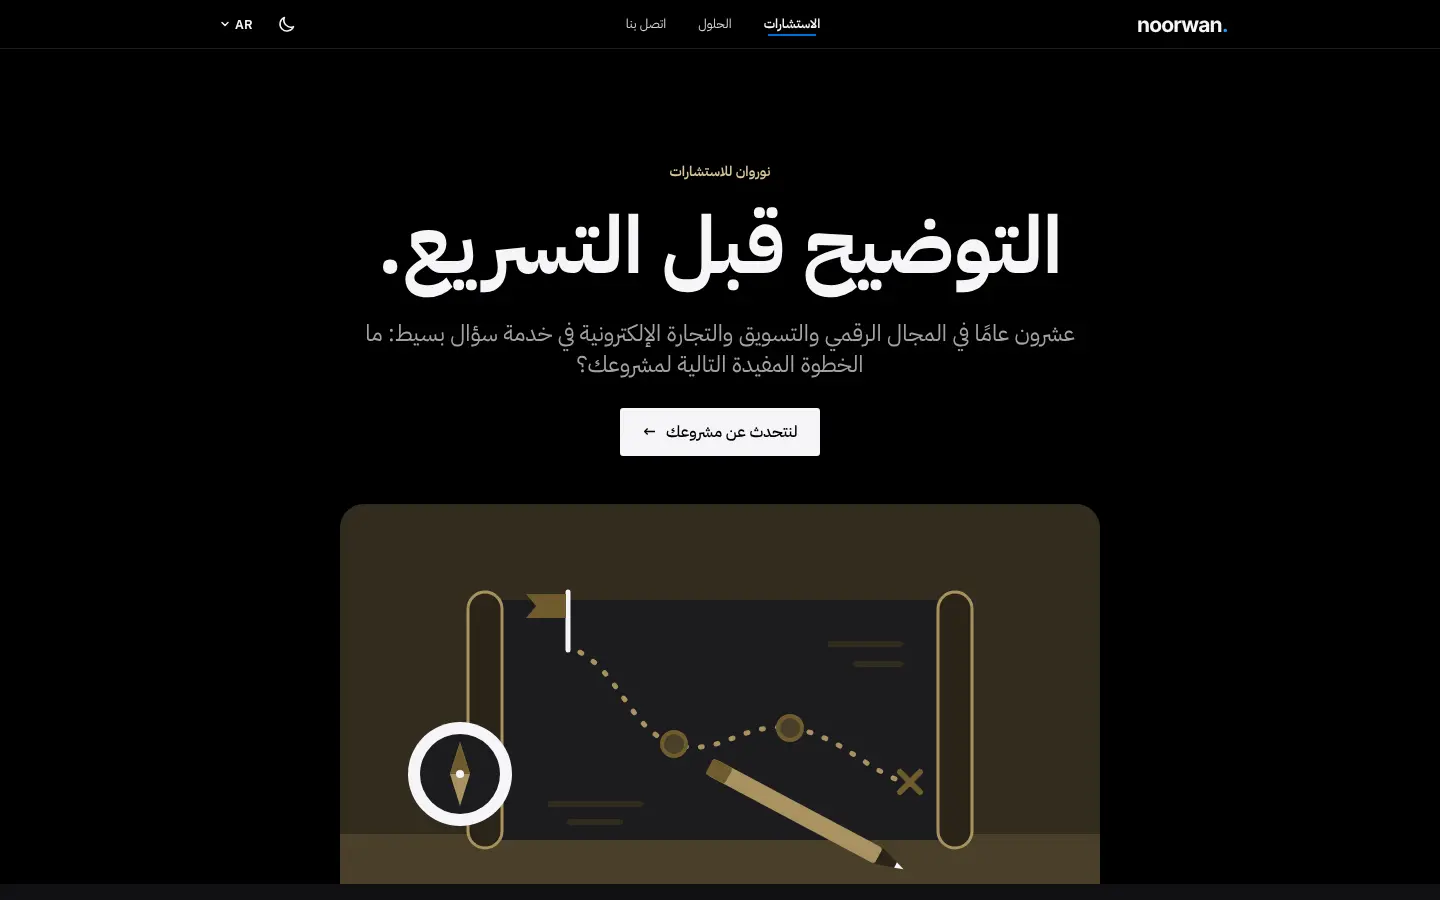 noorwan.
الاستشارات
الحلول
اتصل بنا
AR
نوروان للاستشارات
التوضيح قبل التسريع.
عشرون عامًا في المجال الرقمي والتسويق والتجارة الإلكترونية في خدمة سؤال بسيط: ما
الخطوة المفيدة التالية لمشروعك؟
لنتحدث عن مشروعك ←